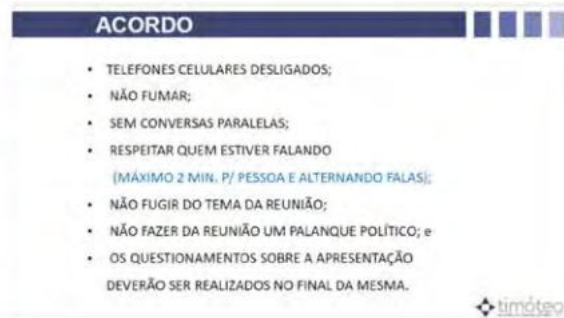 ACORDO
• TELEFONES CELULARES DESLIGADOS;
• NÃO FUMAR;
• SEM CONVERSAS PARALELAS;
• RESPEITAR QUEM ESTIVER FALANDO
(MÁXIMO 2 MIN. P/ PESSOA E ALTERNANDO FALAS);
• NÃO FUGIR DO TEMA DA REUNIÃO;
• NÃO FAZER DA REUNIÃO UM PALANQUE POLÍTICO; e
• OS QUESTIONAMENTOS SOBRE A APRESENTAÇÃO
DEVERÃO SER REALIZADOS NO FINAL DA MESMA.
timóteo